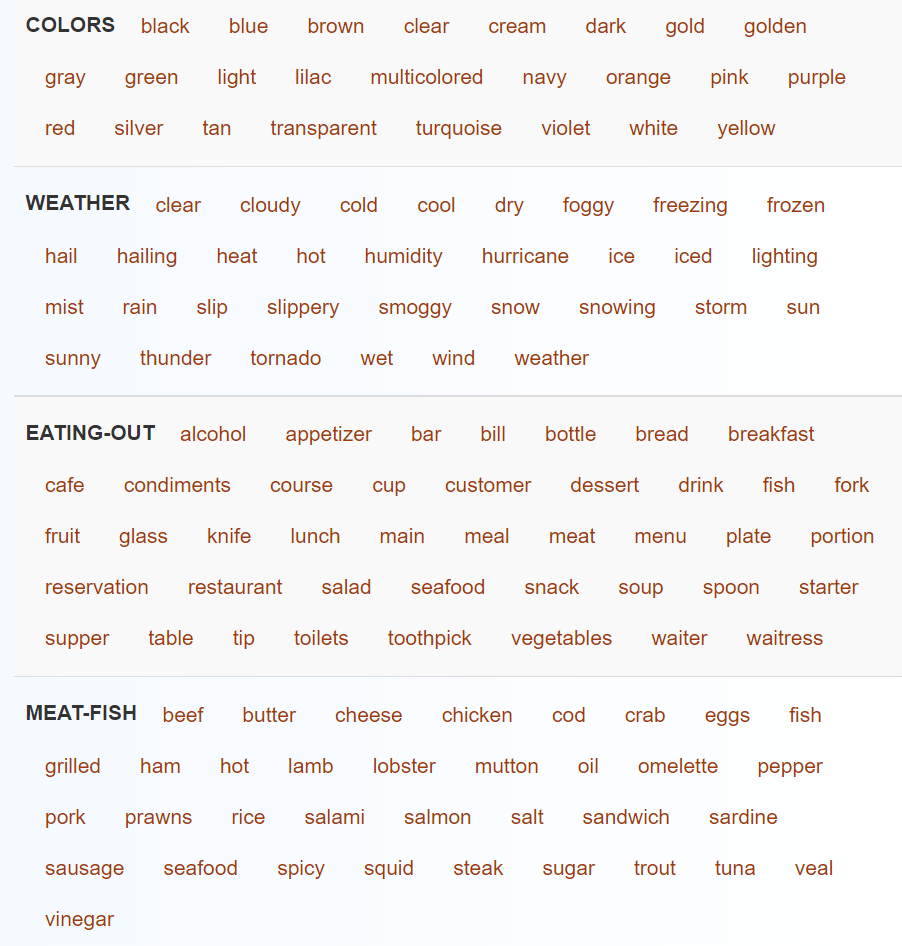 COLORS black blue brown clear cream dark gold golden
gray green light lilac multicolored navy orange pink purple
red silver tan transparent turquoise violet white yellow
WEATHER clear cloudy cold cool dry foggy freezing frozen
hail hailing heat hot humidity hurricane ice iced lighting
mist rain slip slippery smoggy snow snowing storm sun
sunny thunder tornado wet wind weather
EATING-OUT alcohol appetizer bar bill bottle bread breakfast
cafe condiments course cup customer dessert drink fish fork
fruit glass knife lunch main meal meat menu plate portion
reservation restaurant salad seafood snack soup spoon starter
supper table tip toilets toothpick vegetables waiter waitress
MEAT-FISH beef butter cheese chicken cod crab eggs fish
grilled ham hot lamb lobster mutton oil omelette pepper
pork prawns rice salami salmon salt sandwich sardine
sausage seafood spicy squid steak sugar trout tuna veal
vinegar